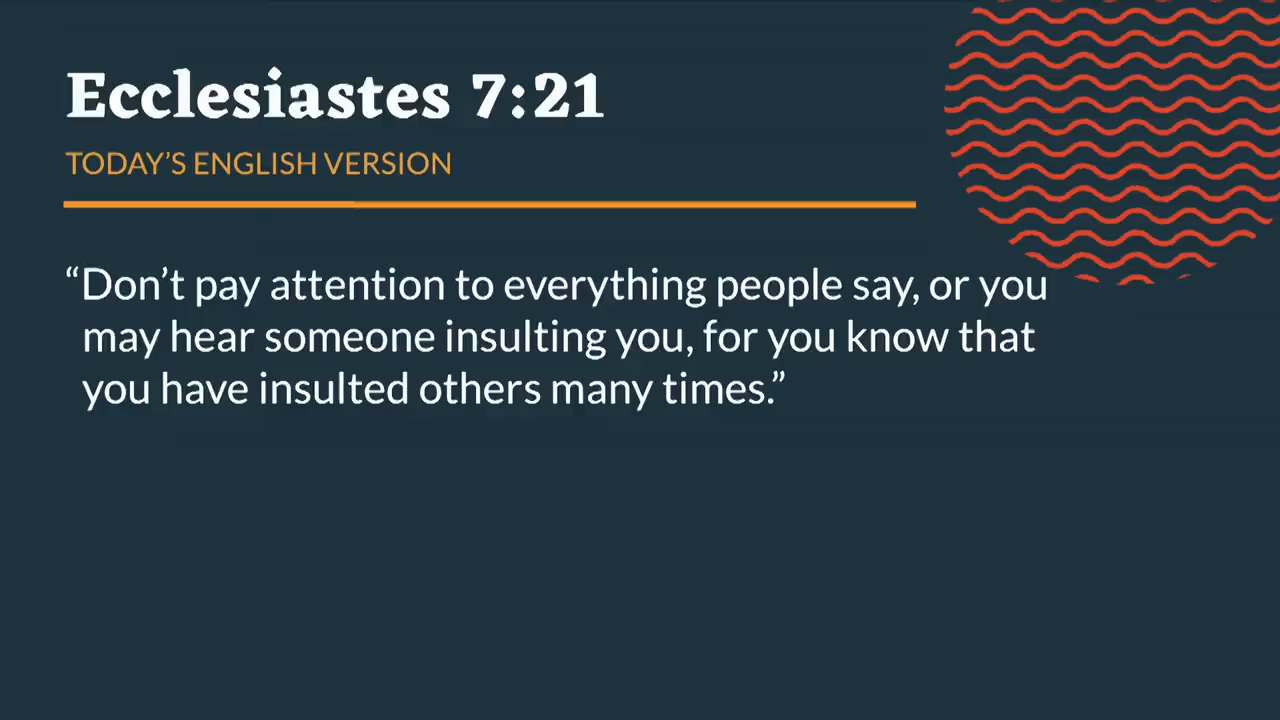 Ecclesiastes 7:21
TODAY’S ENGLISH VERSION
“Don’t pay attention to everything people say, or you
may hear someone insulting you, for you know that
you have insulted others many times.”